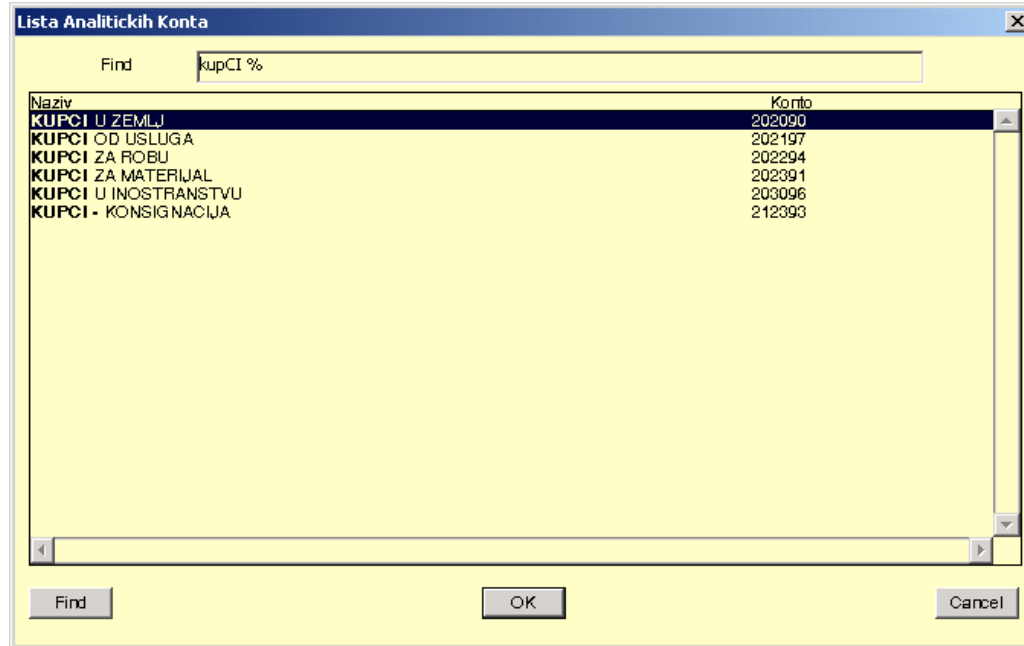 Lista Analitickih Konta
Find kupCI %
Naziv Konto
KUPCI U ZEMLJ 202090
KUPCI OD USLUGA 202197
KUPCI ZA ROBU 202294
KUPCI ZA MATERIJAL 202391
KUPCI U INOSTRANSTVU 203096
KUPCI - KONSIGNACIJA 212393
Find OK Cancel